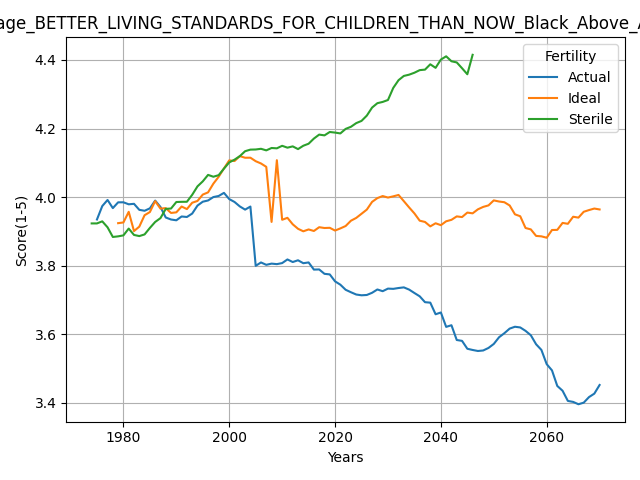 age_BETTER_LIVING_STANDARDS_FOR_CHILDREN_THAN_NOW_Black_Above_
Fertility
Actual
Ideal
Sterile
Score(1-5)
4.4
4.2
4.0
3.8
3.6
3.4
1980 2000 2020 2040 2060
Years